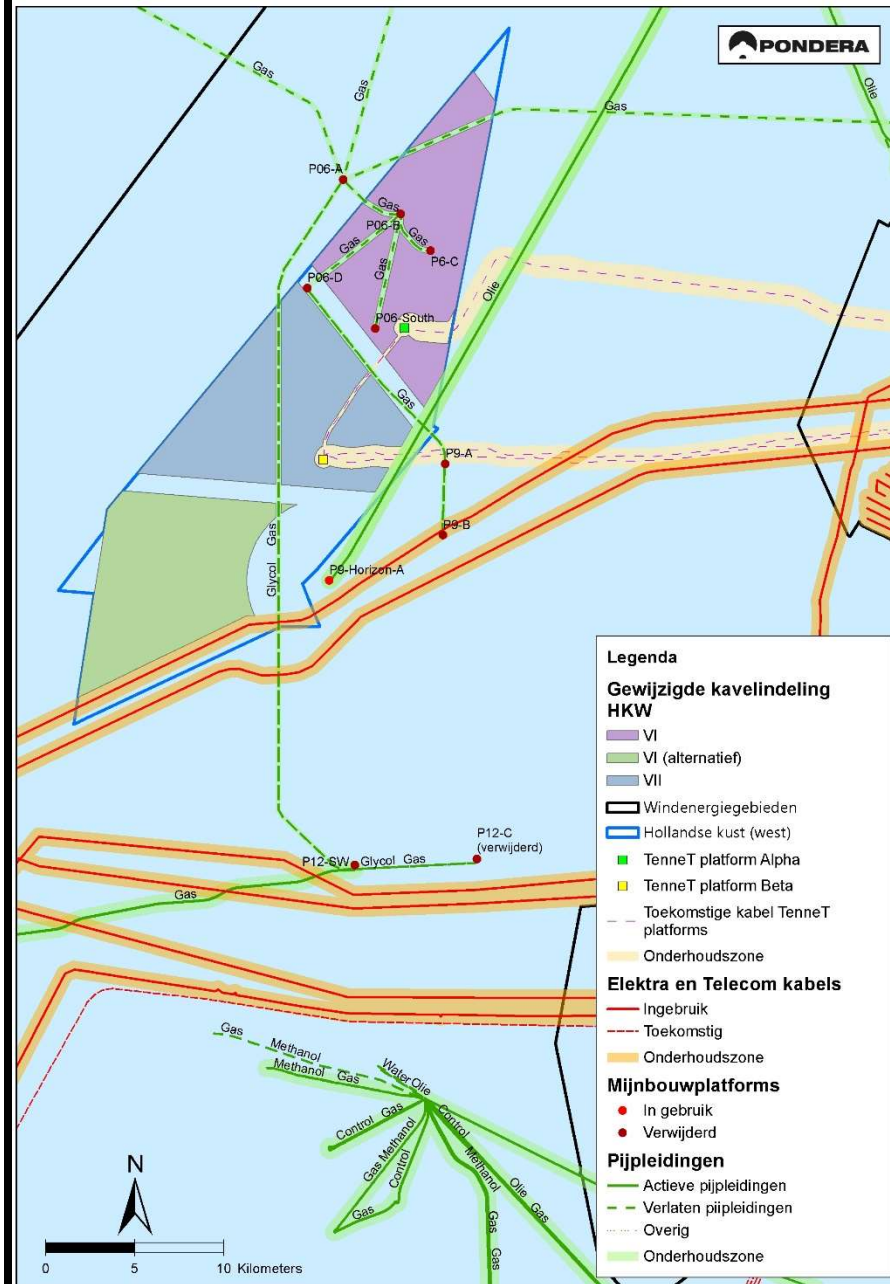 PONDERA
Gas
Gas
Olie
Gas
P06-A
Gas
P06-B
Gas
Gas
P6-C
Gas
P06-D
Olie
P06-South
Gas
P9-A
Gas
Glycol
P9-B
P9-Horizon-A
P12-C
(verwijderd)
P12-SW
Glycol Gas
Gas
Gas
Methanol
Methanol Gas
Water Olie
Control Gas
Control
Gas Methanol
Control
Methanol
Olie Gas
Gas
Gas
Gas
N
0 5 10 Kilometers
Legenda
Gewijzigde kavelindeling
HKW
VI
VI (alternatief)
VII
Windenergiegebieden
Hollandse kust (west)
TenneT platform Alpha
TenneT platform Beta
Toekomstige kabel TenneT
platforms
Onderhoudszone
Elektra en Telecom kabels
Ingebruik
Toekomstig
Onderhoudszone
Mijnbouwplatforms
In gebruik
Verwijderd
Pijpleidingen
Actieve pijpleidingen
Verlaten pijpleidingen
Overig
Onderhoudszone